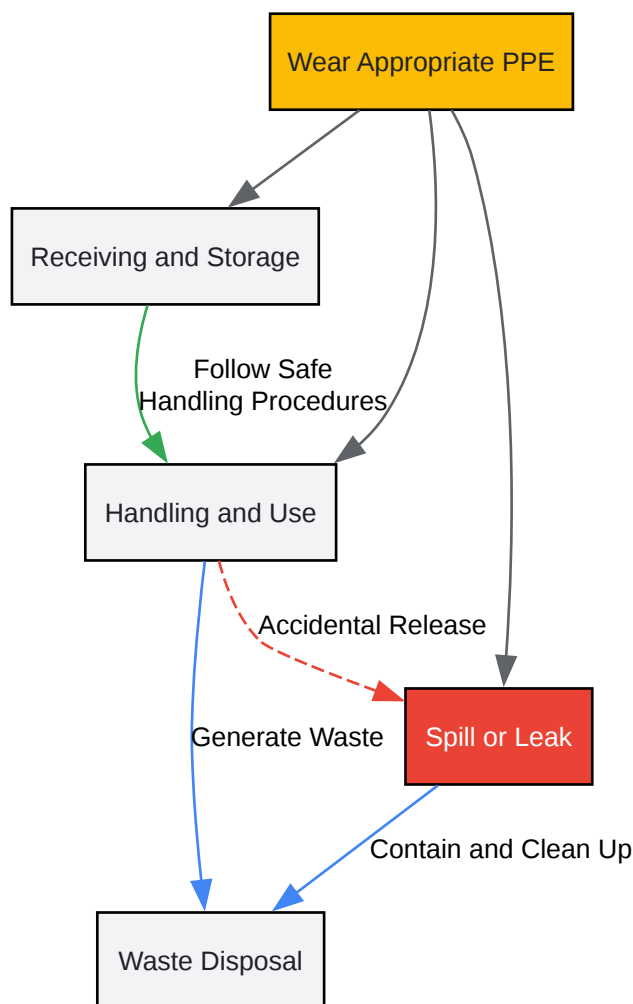 Wear Appropriate PPE
Receiving and Storage
Follow Safe
Handling Procedures
Handling and Use
Accidental Release
Generate Waste
Spill or Leak
Contain and Clean Up
Waste Disposal